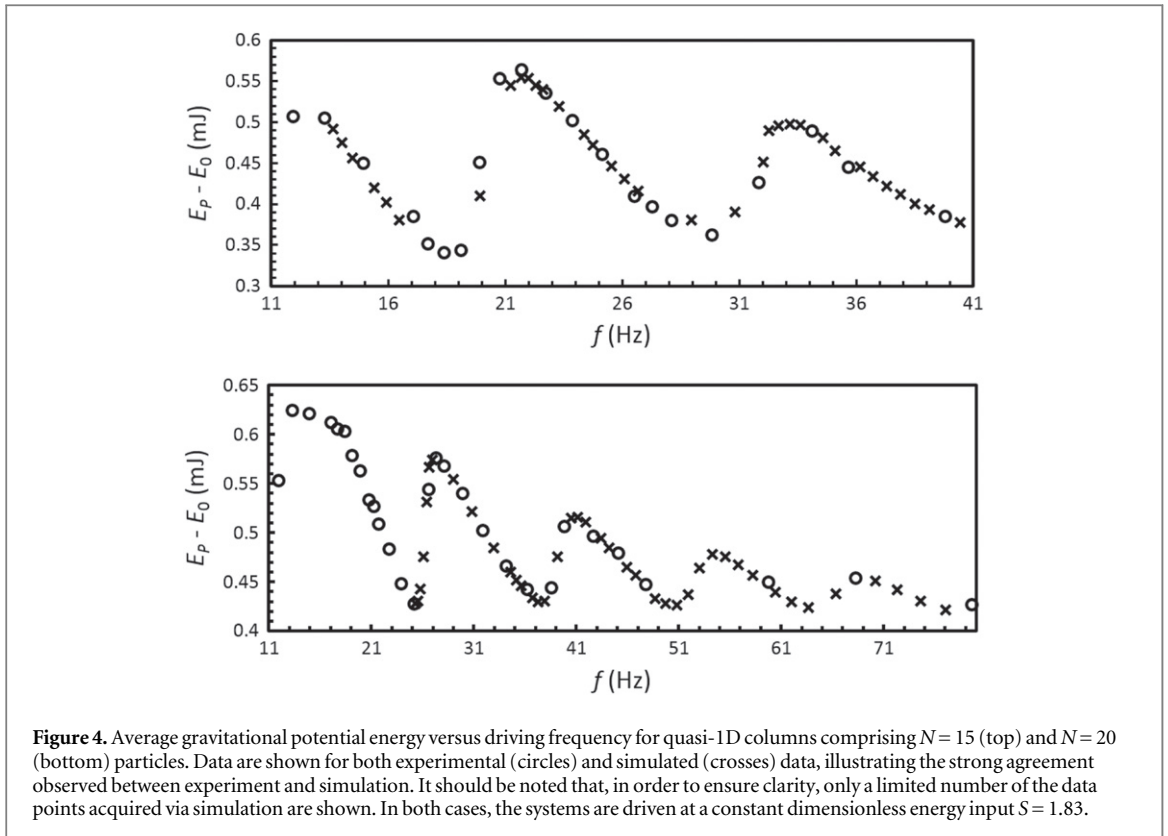 0.6
0.55
0.5
0.45
0.4
0.35
0.3
E_P - E_0 (mJ)
11 16 21 26 31 36 41
f (Hz)
0.65
0.6
0.55
0.5
0.45
0.4
E_P - E_0 (mJ)
11 21 31 41 51 61 71
f (Hz)
Figure 4. Average gravitational potential energy versus driving frequency for quasi-1D columns comprising N = 15 (top) and N = 20
(bottom) particles. Data are shown for both experimental (circles) and simulated (crosses) data, illustrating the strong agreement
observed between experiment and simulation. It should be noted that, in order to ensure clarity, only a limited number of the data
points acquired via simulation are shown. In both cases, the systems are driven at a constant dimensionless energy input S = 1.83.